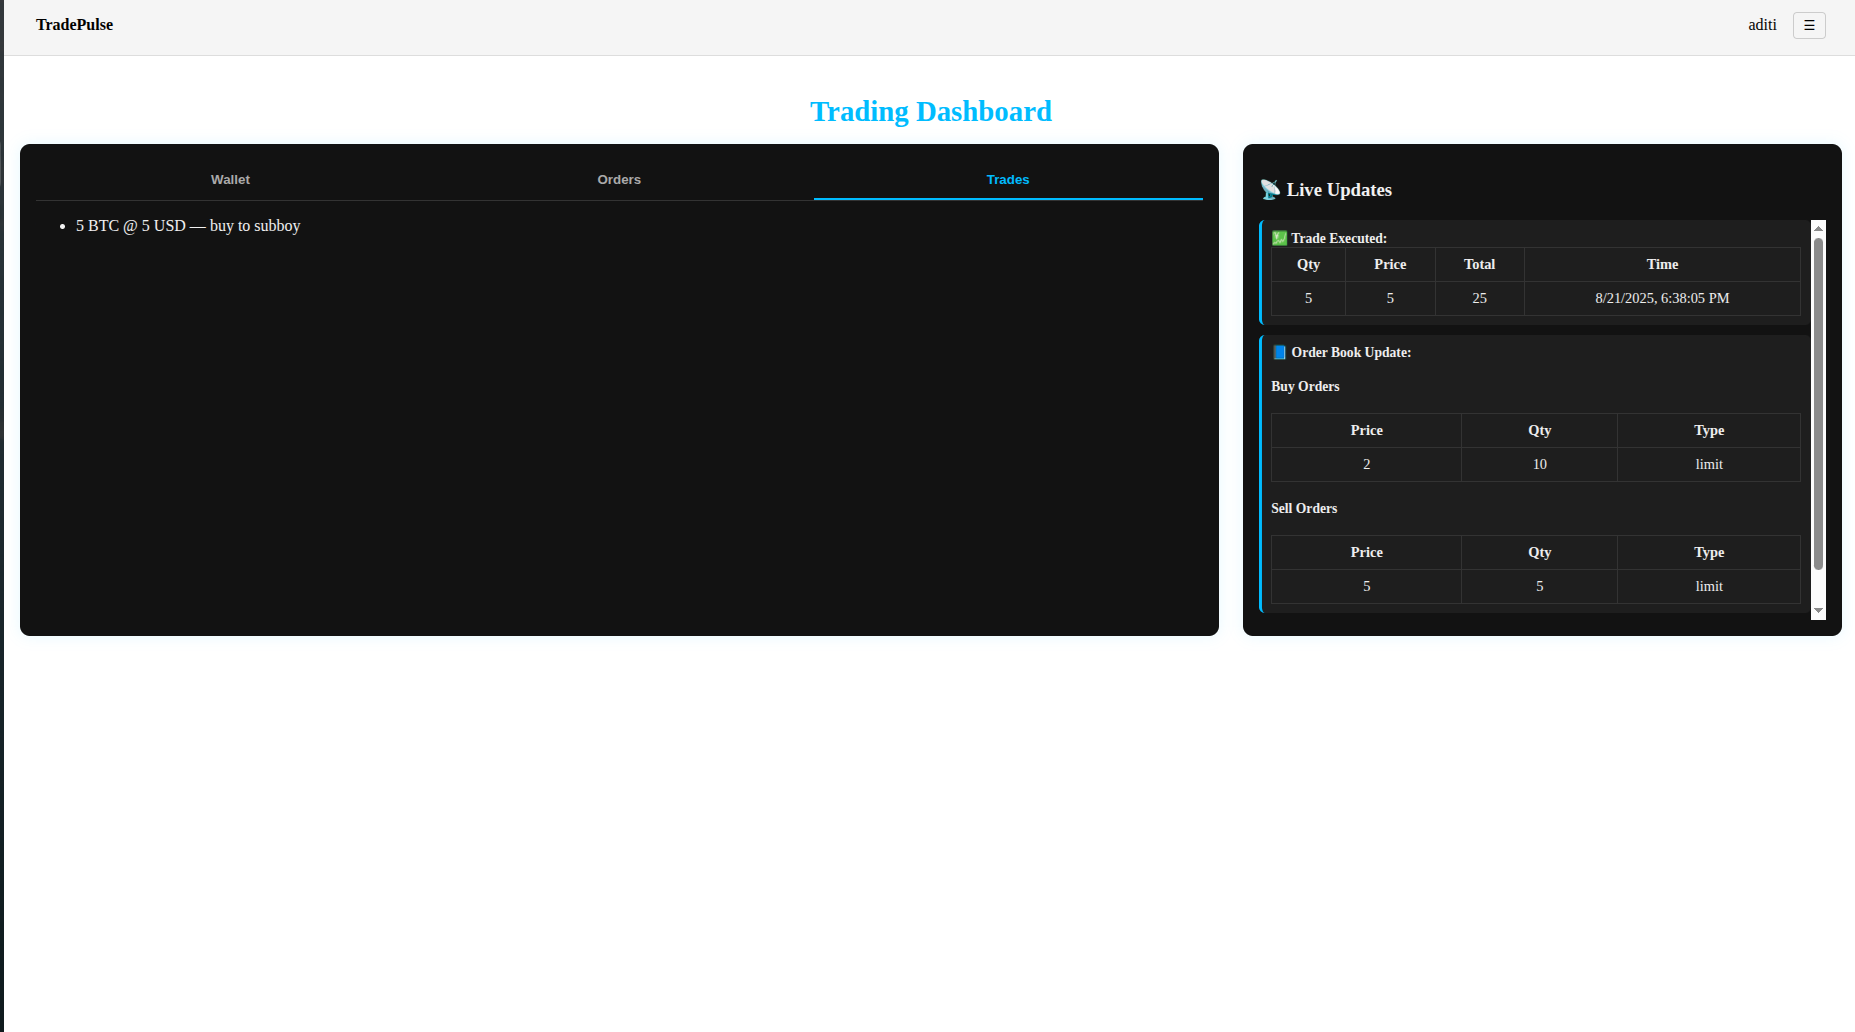 TradePulse
aditi ☰
Trading Dashboard
Wallet Orders Trades
• 5 BTC @ 5 USD — buy to subboy
📡 Live Updates
💹 Trade Executed:
Qty Price Total Time
5 5 25 8/21/2025, 6:38:05 PM
📘 Order Book Update:
Buy Orders
Price Qty Type
2 10 limit
Sell Orders
Price Qty Type
5 5 limit